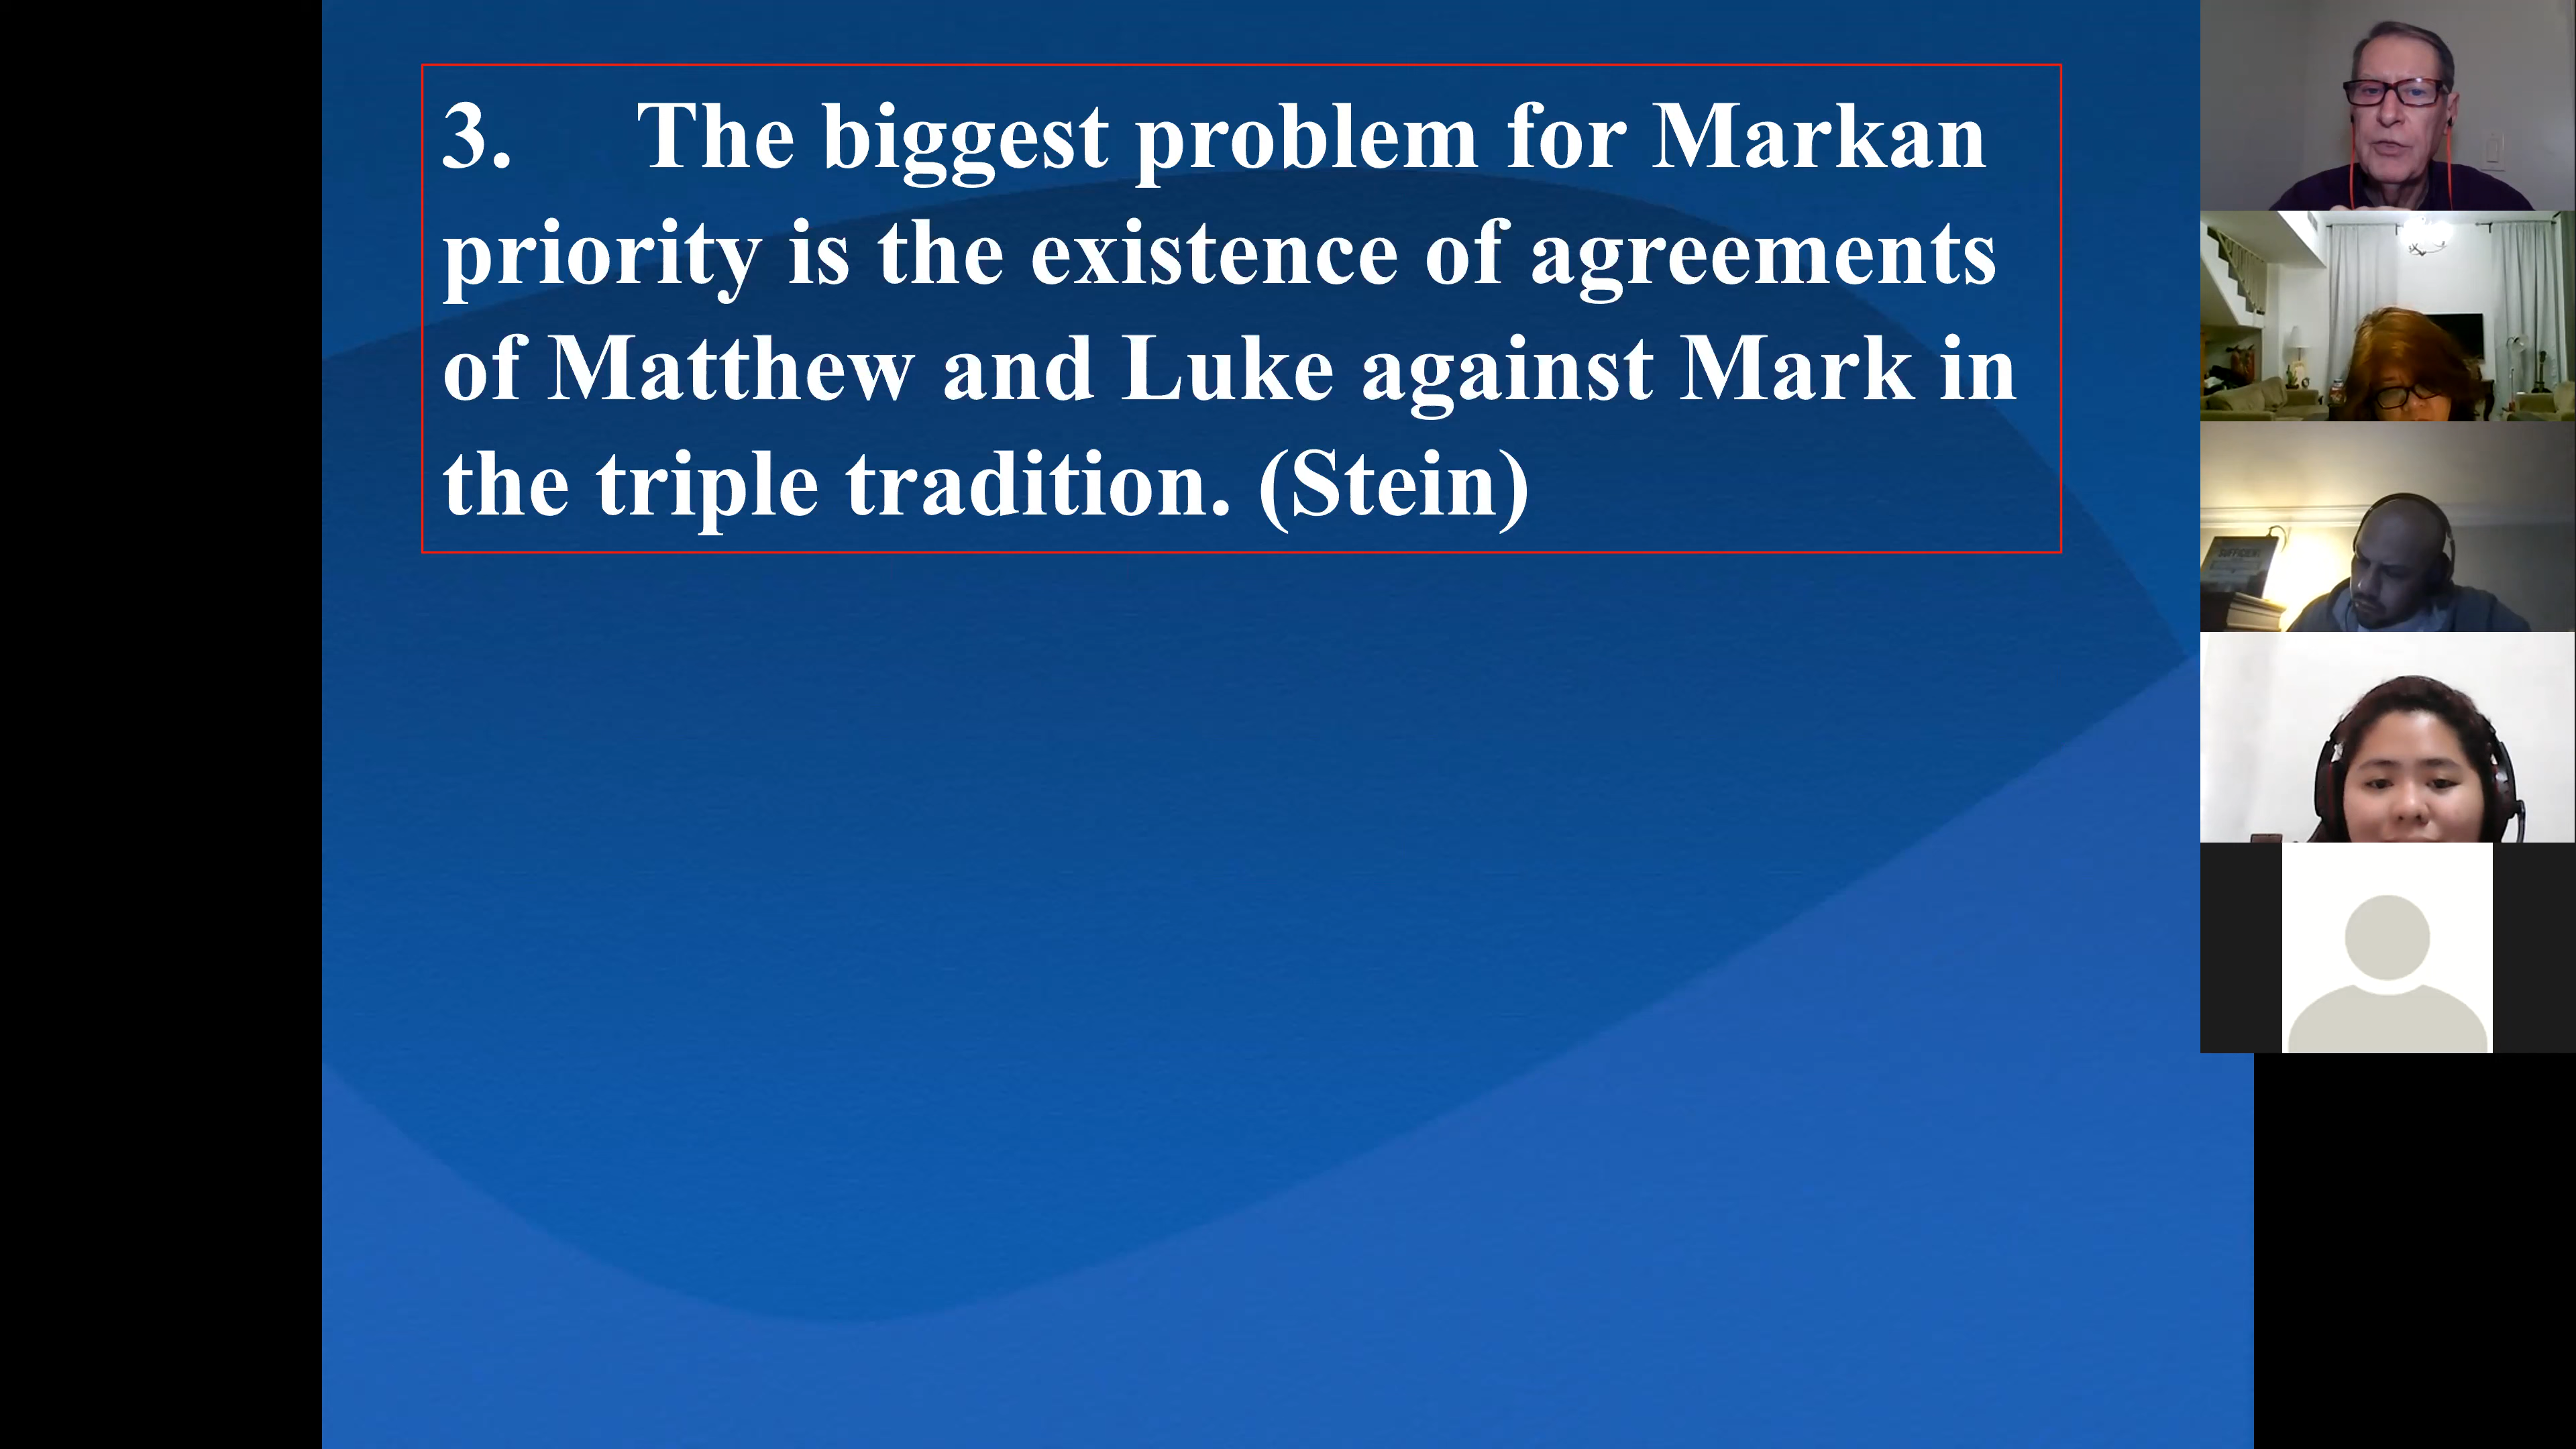 3. The biggest problem for Markan
priority is the existence of agreements
of Matthew and Luke against Mark in
the triple tradition. (Stein)
SUFFICIENT